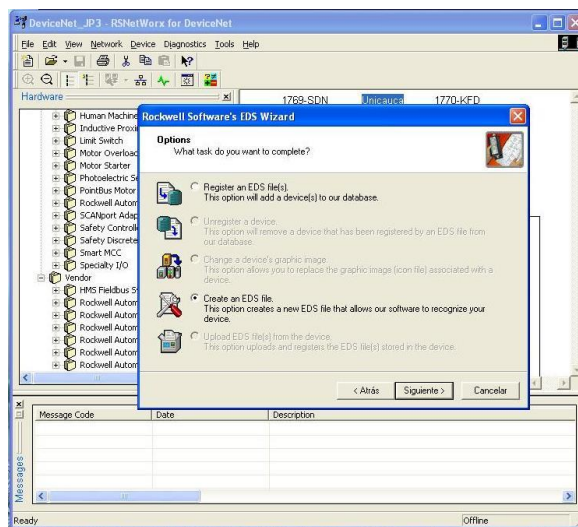 DeviceNet_JP3 - RSNetWorx for DeviceNet
File Edit View Network Device Diagnostics Tools Help
Hardware
1769-SDN Unicauca 1770-KFD
Human Machine
Inductive Proxi
Limit Switch
Motor Overload
Motor Starter
Photoelectric Se
PointBus Motor
Rockwell Autom
SCANport Adap
Safety Controll
Safety Discrete
Smart MCC
Specialty I/O
Vendor
HMS Fieldbus S
Rockwell Autom
Rockwell Autom
Rockwell Autom
Rockwell Autom
Rockwell Autom
Rockwell Autom
Rockwell Software's EDS Wizard
Options
What task do you want to complete?
Register an EDS file(s).
This option will add a device(s) to our database.
Unregister a device.
This option will remove a device that has been registered by an EDS file from
our database.
Change a device's graphic image.
This option allows you to replace the graphic image (icon file) associated with a
device.
Create an EDS file.
This option creates a new EDS file that allows our software to recognize your
device.
Upload EDS file(s) from the device.
This option uploads and registers the EDS file(s) stored in the device.
< Atrás Siguiente > Cancelar
Message Code Date Description
Messages
Ready Offline